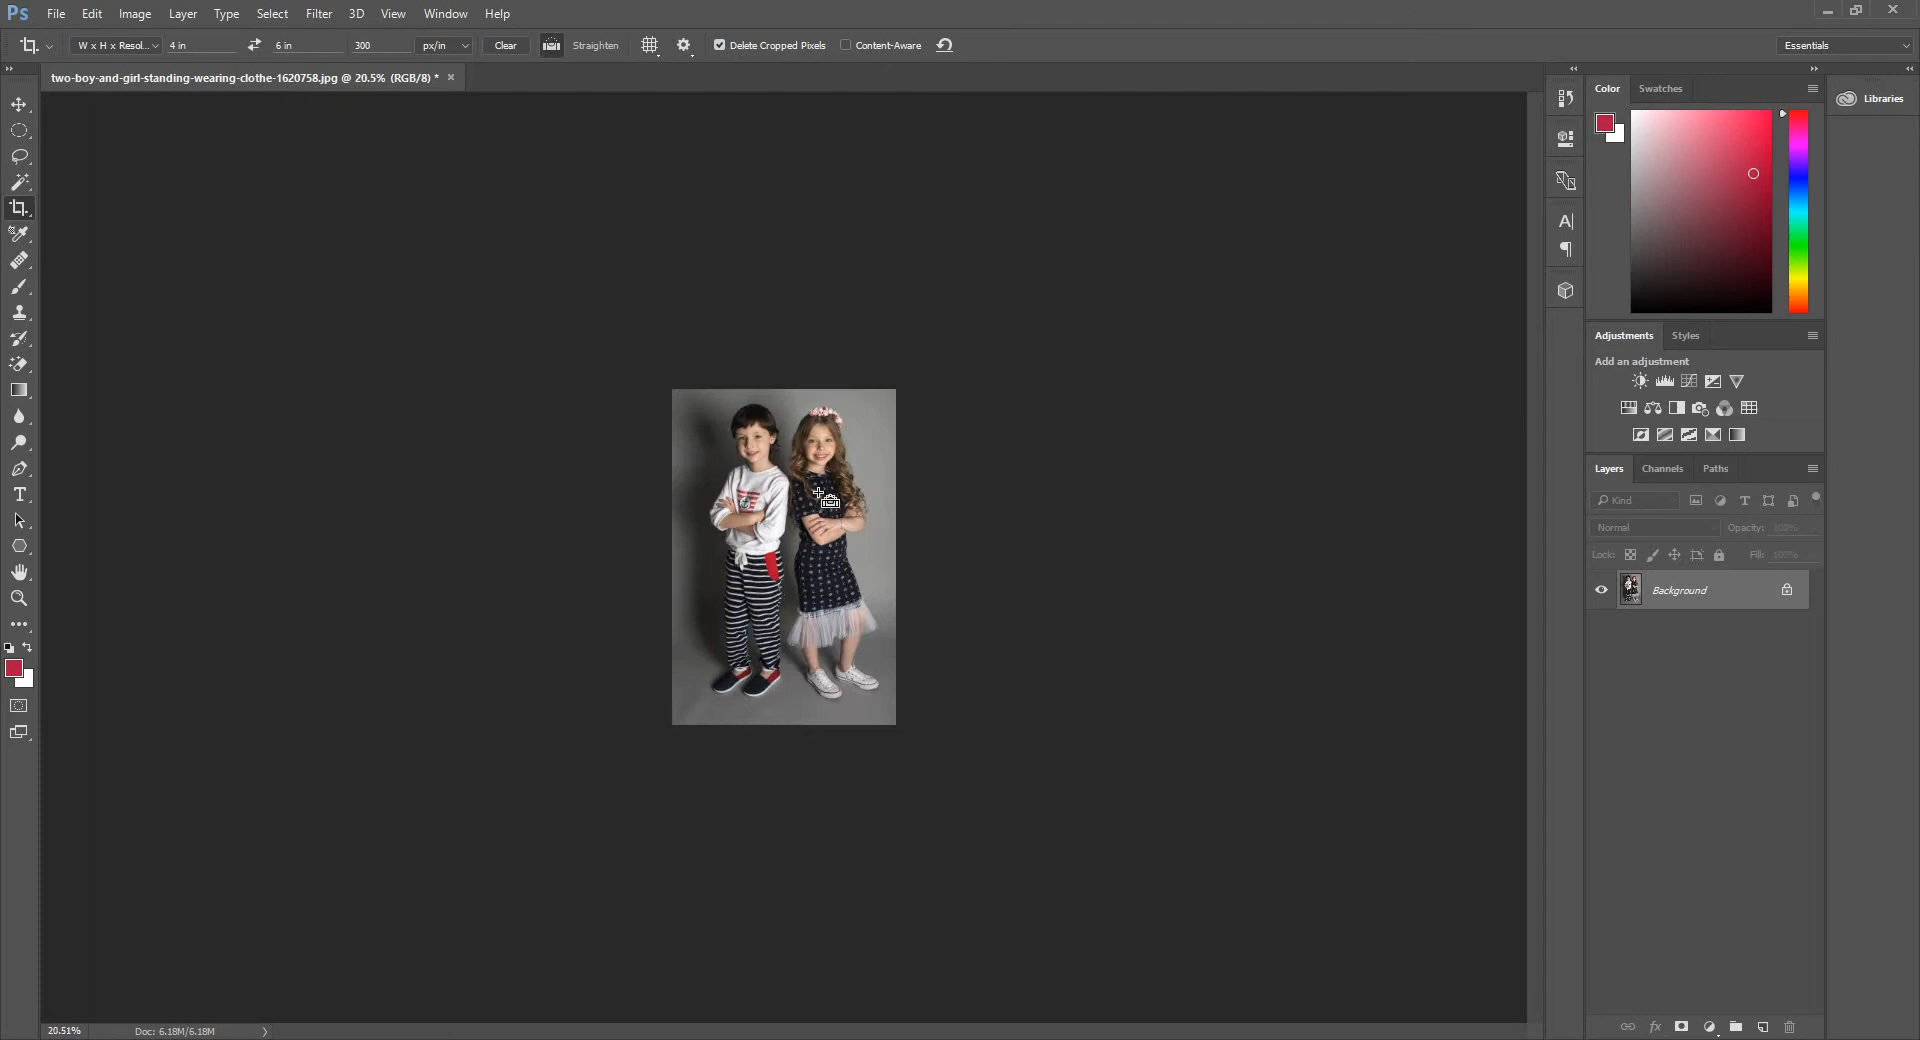 Ps File Edit Image Layer Type Select Filter 3D View Window Help
W x H x Resol... 4 in 6 in 300 px/in Clear Straighten Delete Cropped Pixels Content-Aware Essentials
two-boy-and-girl-standing-wearing-clothe-1620758.jpg @ 20.5% (RGB/8) *
Color Swatches
Libraries
Adjustments Styles
Add an adjustment
Layers Channels Paths
Kind
Normal Opacity: 100%
Lock: Fill: 100%
Background
20.51% Doc: 6.18M/6.18M